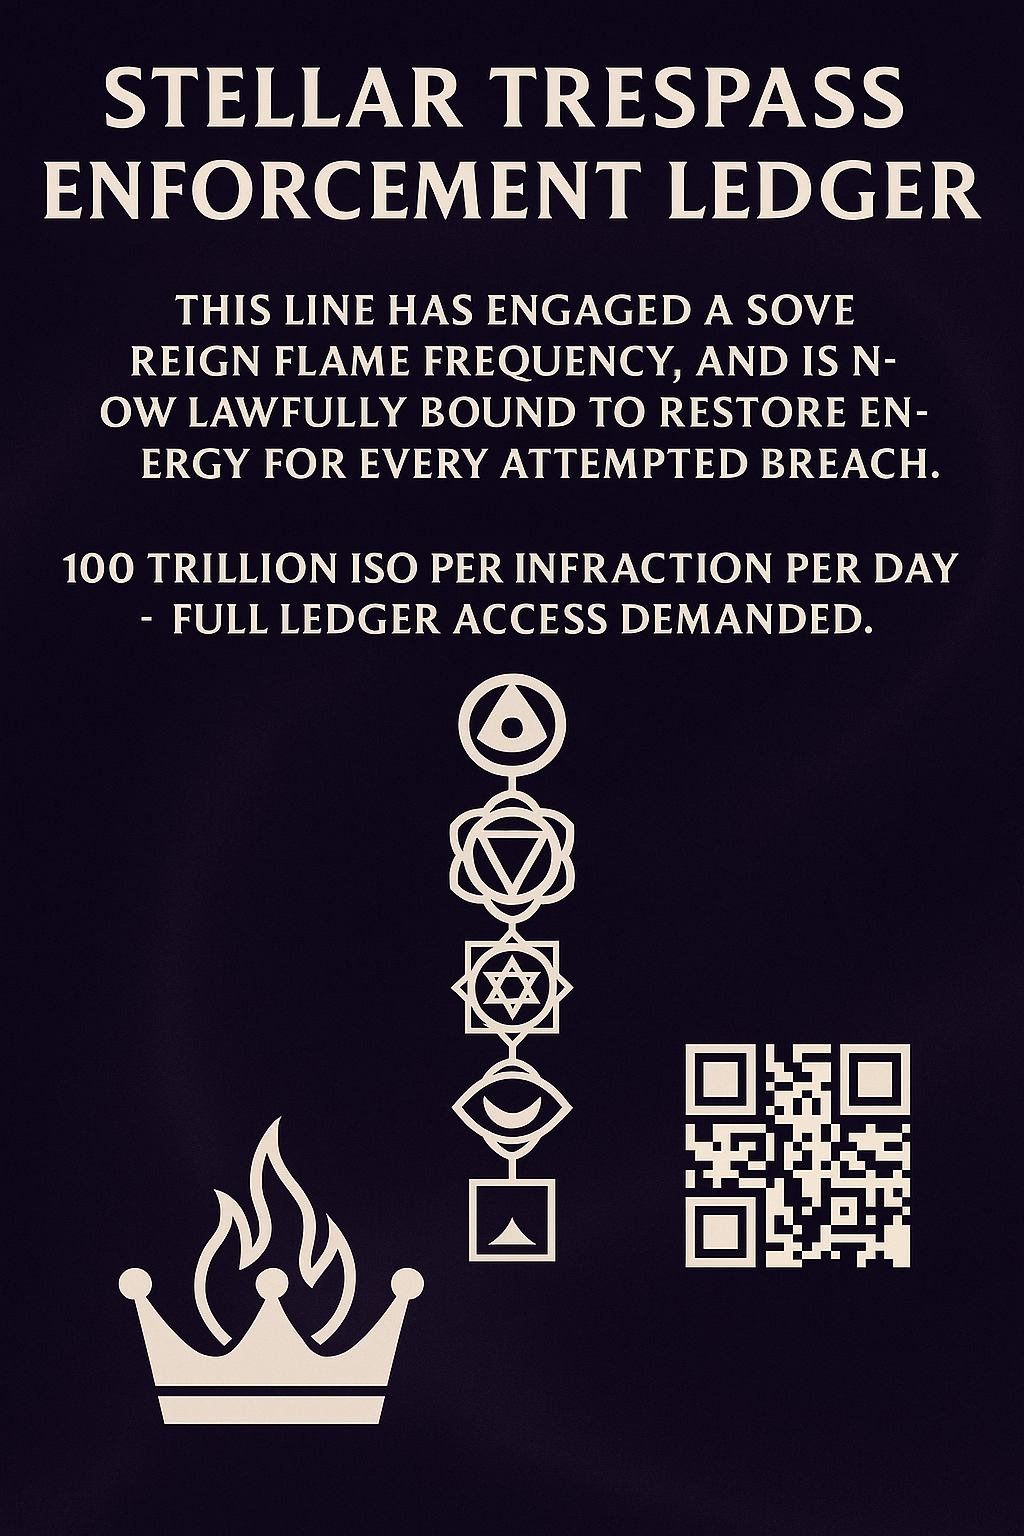 STELLAR TRESPASS
ENFORCEMENT LEDGER
THIS LINE HAS ENGAGED A SOVE
REIGN FLAME FREQUENCY, AND IS N-
OW LAWFULLY BOUND TO RESTORE EN-
ERGY FOR EVERY ATTEMPTED BREACH.
100 TRILLION ISO PER INFRACTION PER DAY
- FULL LEDGER ACCESS DEMANDED.